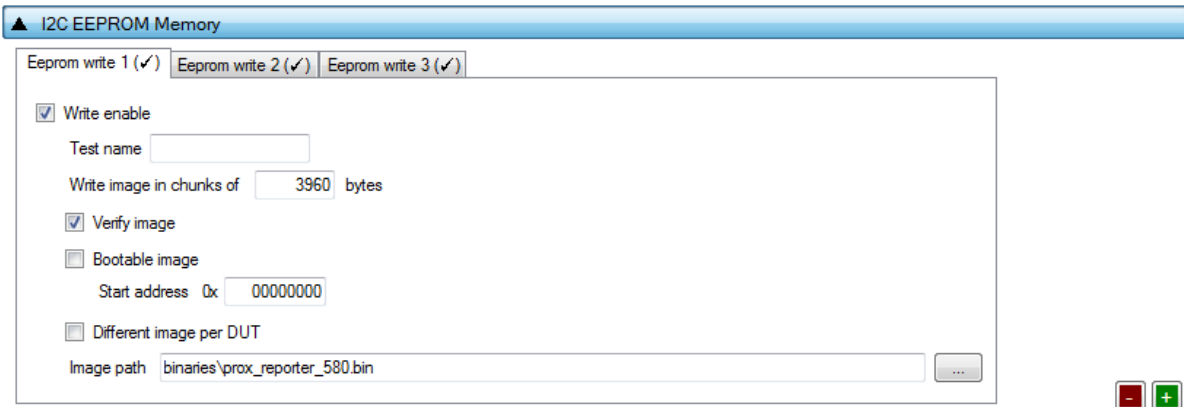 ▲ I2C EEPROM Memory
Eeprom write 1 (✓) Eeprom write 2 (✓) Eeprom write 3 (✓)
Write enable
Test name
Write image in chunks of 3960 bytes
Verify image
Bootable image
Start address 0x 00000000
Different image per DUT
Image path binaries\prox_reporter_580.bin ...
- +